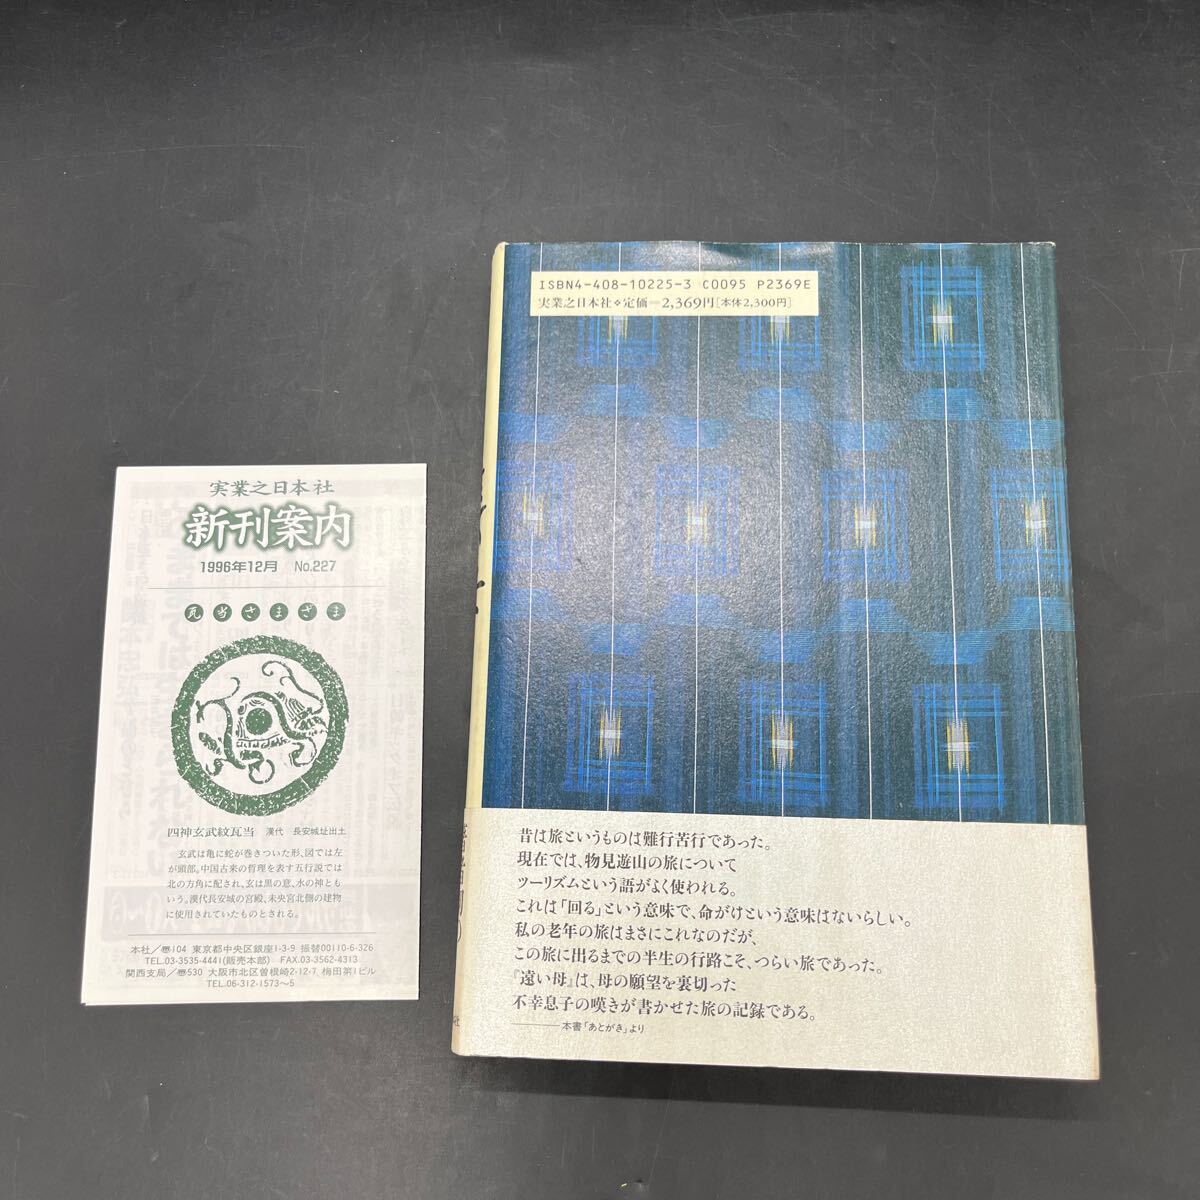 実業之日本社
新刊案内
1996年12月 No.227
瓦当さまざま
四神玄武紋瓦当 漢代 長安城址出土
玄武は亀に蛇が巻きついた形、図では左
が頭部。中国古来の哲理を表す五行説では
北の方角に配され、玄は黒の意、水の神とも
いう。漢代長安城の宮殿、未央宮北側の建物
に使用されていたものとされる。
本社/〠104 東京都中央区銀座1-3-9 振替00110-6-326
TEL.03-3535-4441(販売本部) FAX.03-3562-4313
関西支局/〠530 大阪市北区曽根崎2-12-7 梅田第1ビル
TEL.06-312-1573〜5
ISBN4-408-10225-3 C0095 P2369E
実業之日本社❖定価=2,369円[本体2,300円]
昔は旅というものは難行苦行であった。
現在では、物見遊山の旅について
ツーリズムという語がよく使われる。
これは「回る」という意味で、命がけという意味はないらしい。
私の老年の旅はまさにこれなのだが、
この旅に出るまでの半生の行路こそ、つらい旅であった。
『遠い母』は、母の願望を裏切った
不幸息子の嘆きが書かせた旅の記録である。
本書「あとがき」より